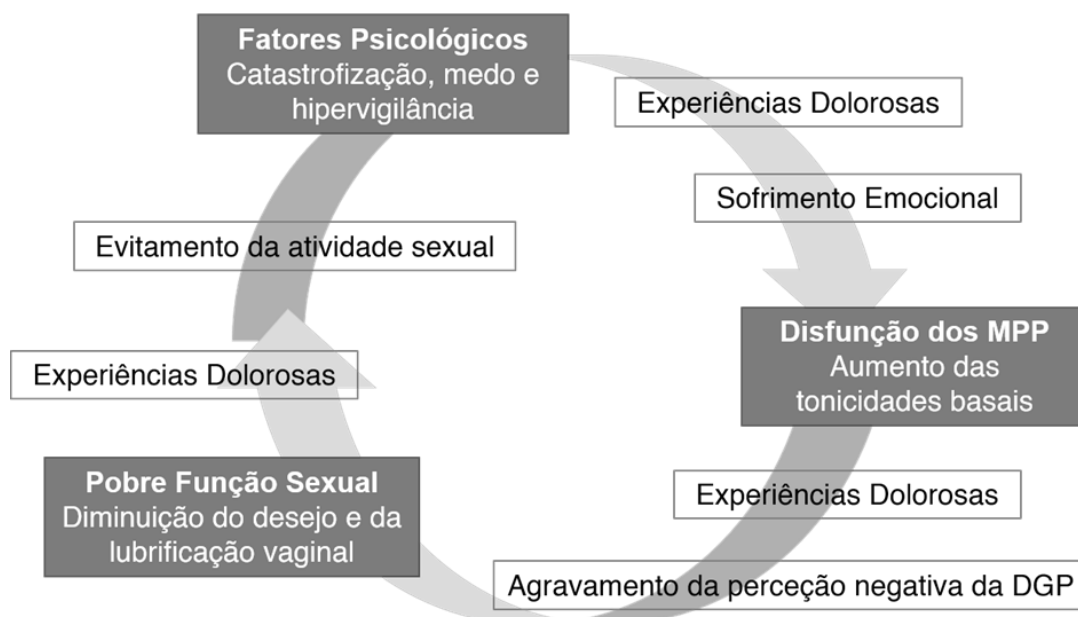 Fatores Psicológicos
Catastrofização, medo e
hipervigilância
Experiências Dolorosas
Sofrimento Emocional
Disfunção dos MPP
Aumento das
tonicidades basais
Experiências Dolorosas
Agravamento da perceção negativa da DGP
Pobre Função Sexual
Diminuição do desejo e da
lubrificação vaginal
Experiências Dolorosas
Evitamento da atividade sexual